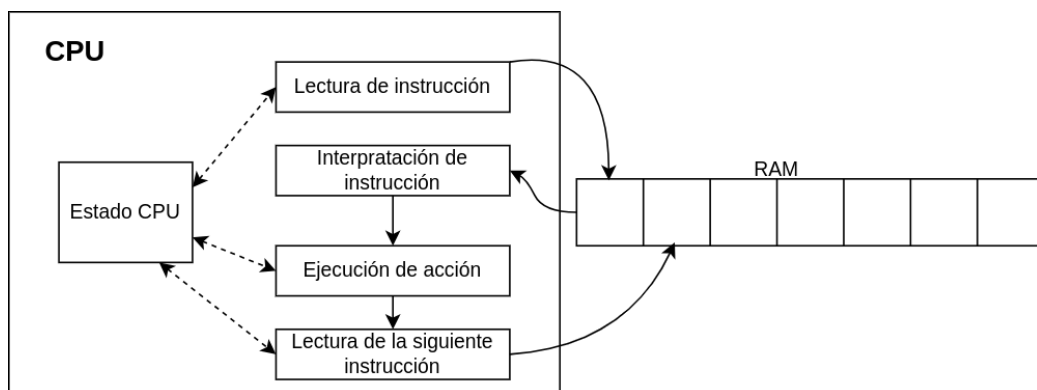 CPU
Lectura de instrucción
Interpratación de
instrucción
RAM
Estado CPU
Ejecución de acción
Lectura de la siguiente
instrucción